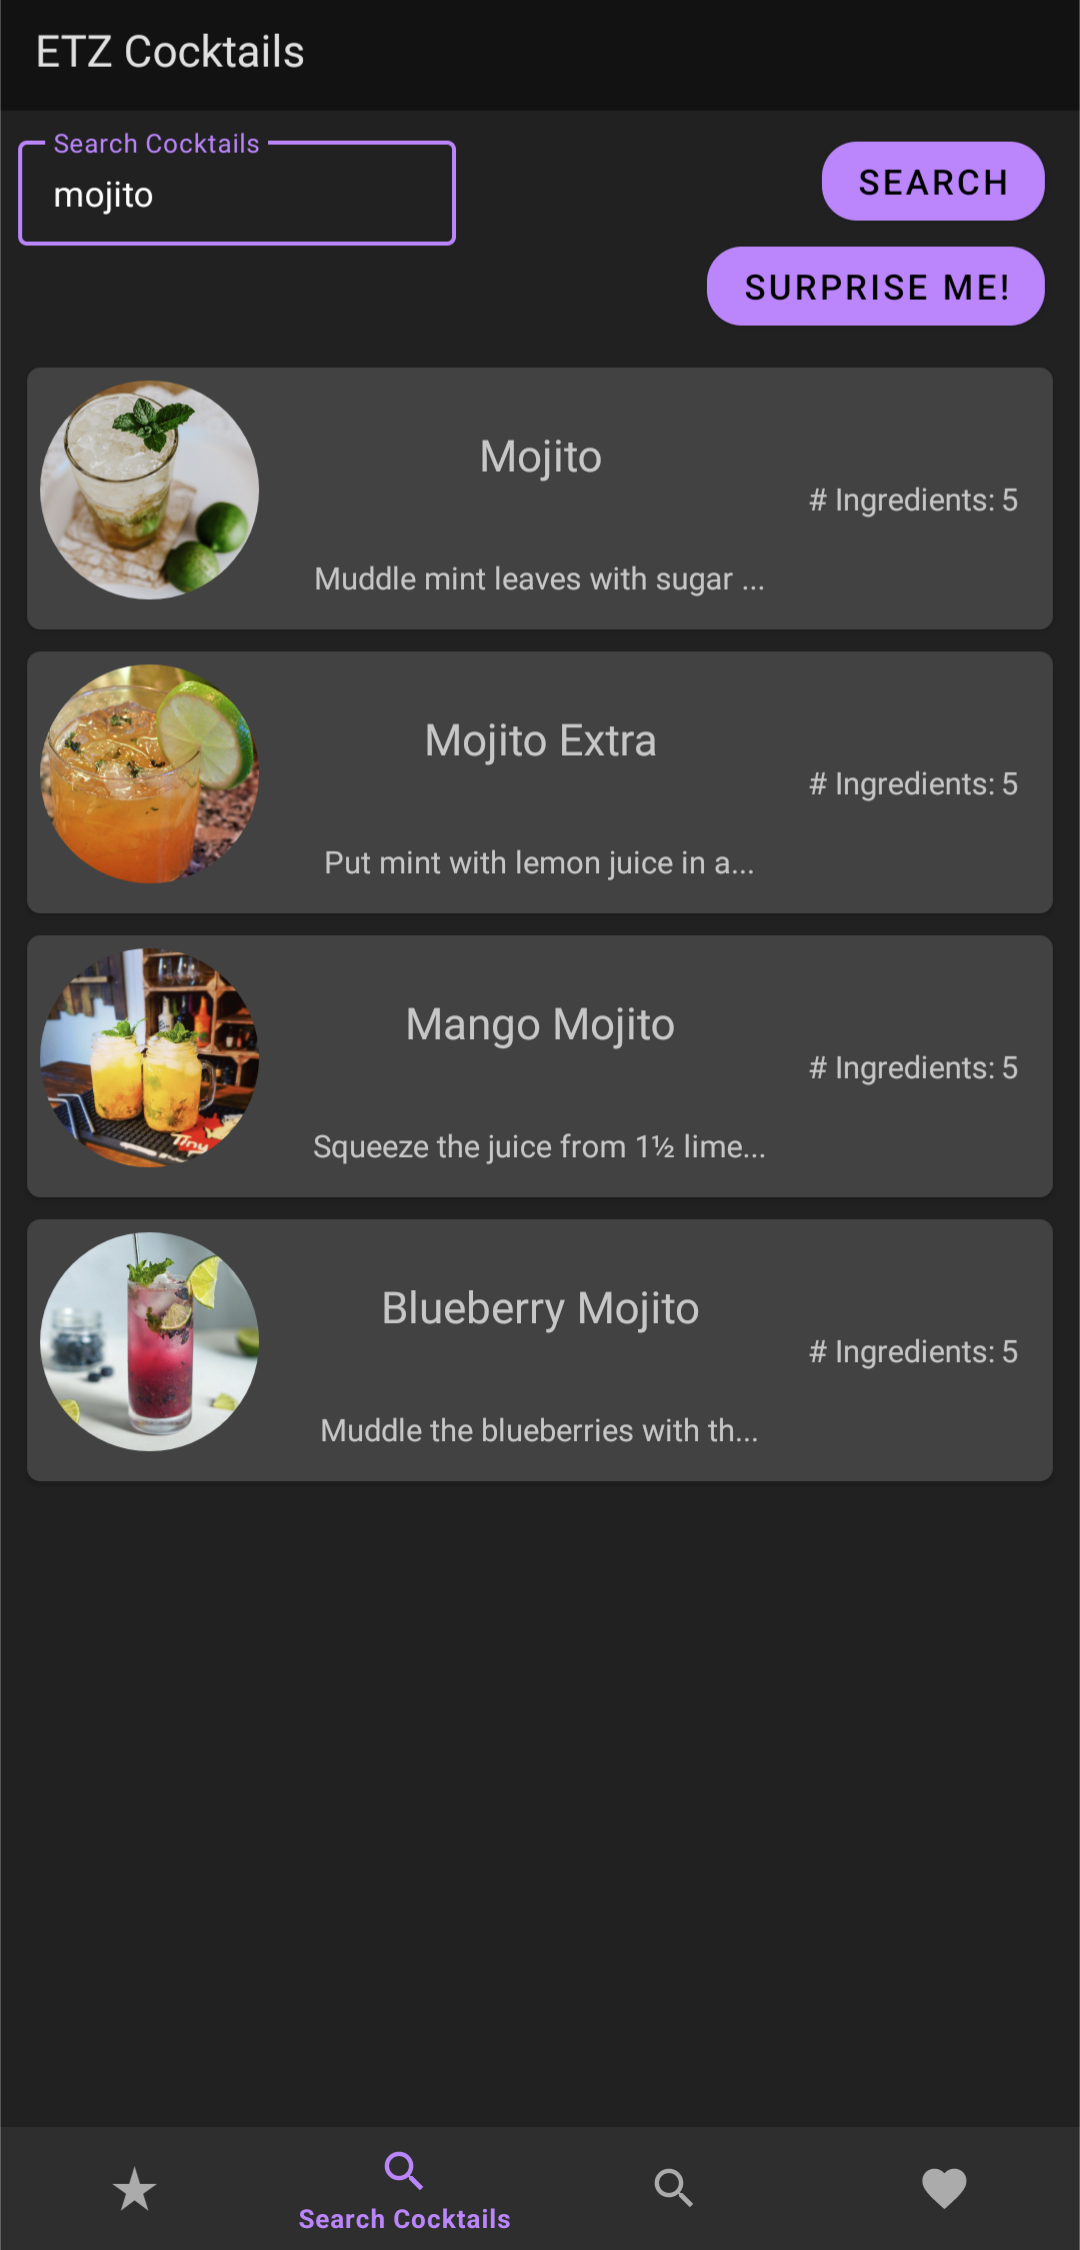 ETZ Cocktails
Search Cocktails
mojito
SEARCH
SURPRISE ME!
Mojito
# Ingredients: 5
Muddle mint leaves with sugar ...
Mojito Extra
# Ingredients: 5
Put mint with lemon juice in a...
Mango Mojito
# Ingredients: 5
Squeeze the juice from 1½ lime...
Tiny
Blueberry Mojito
# Ingredients: 5
Muddle the blueberries with th...
Search Cocktails